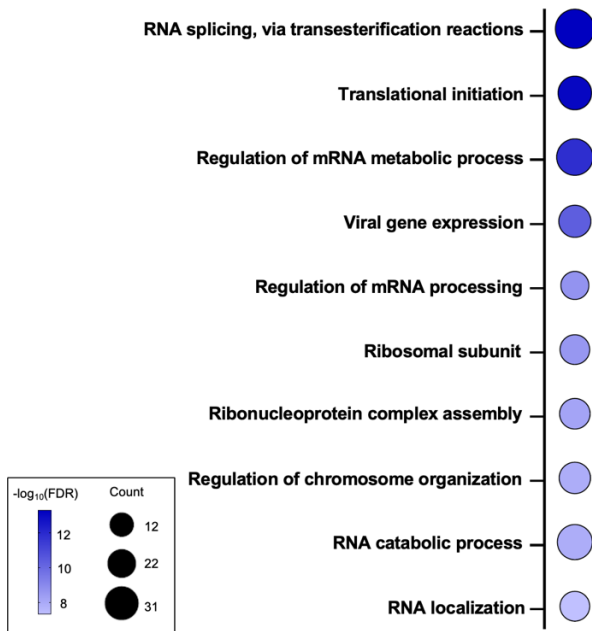 RNA splicing, via transesterification reactions
Translational initiation
Regulation of mRNA metabolic process
Viral gene expression
Regulation of mRNA processing
Ribosomal subunit
Ribonucleoprotein complex assembly
Regulation of chromosome organization
RNA catabolic process
RNA localization
-log₁₀(FDR) Count
12
10
8
12
22
31